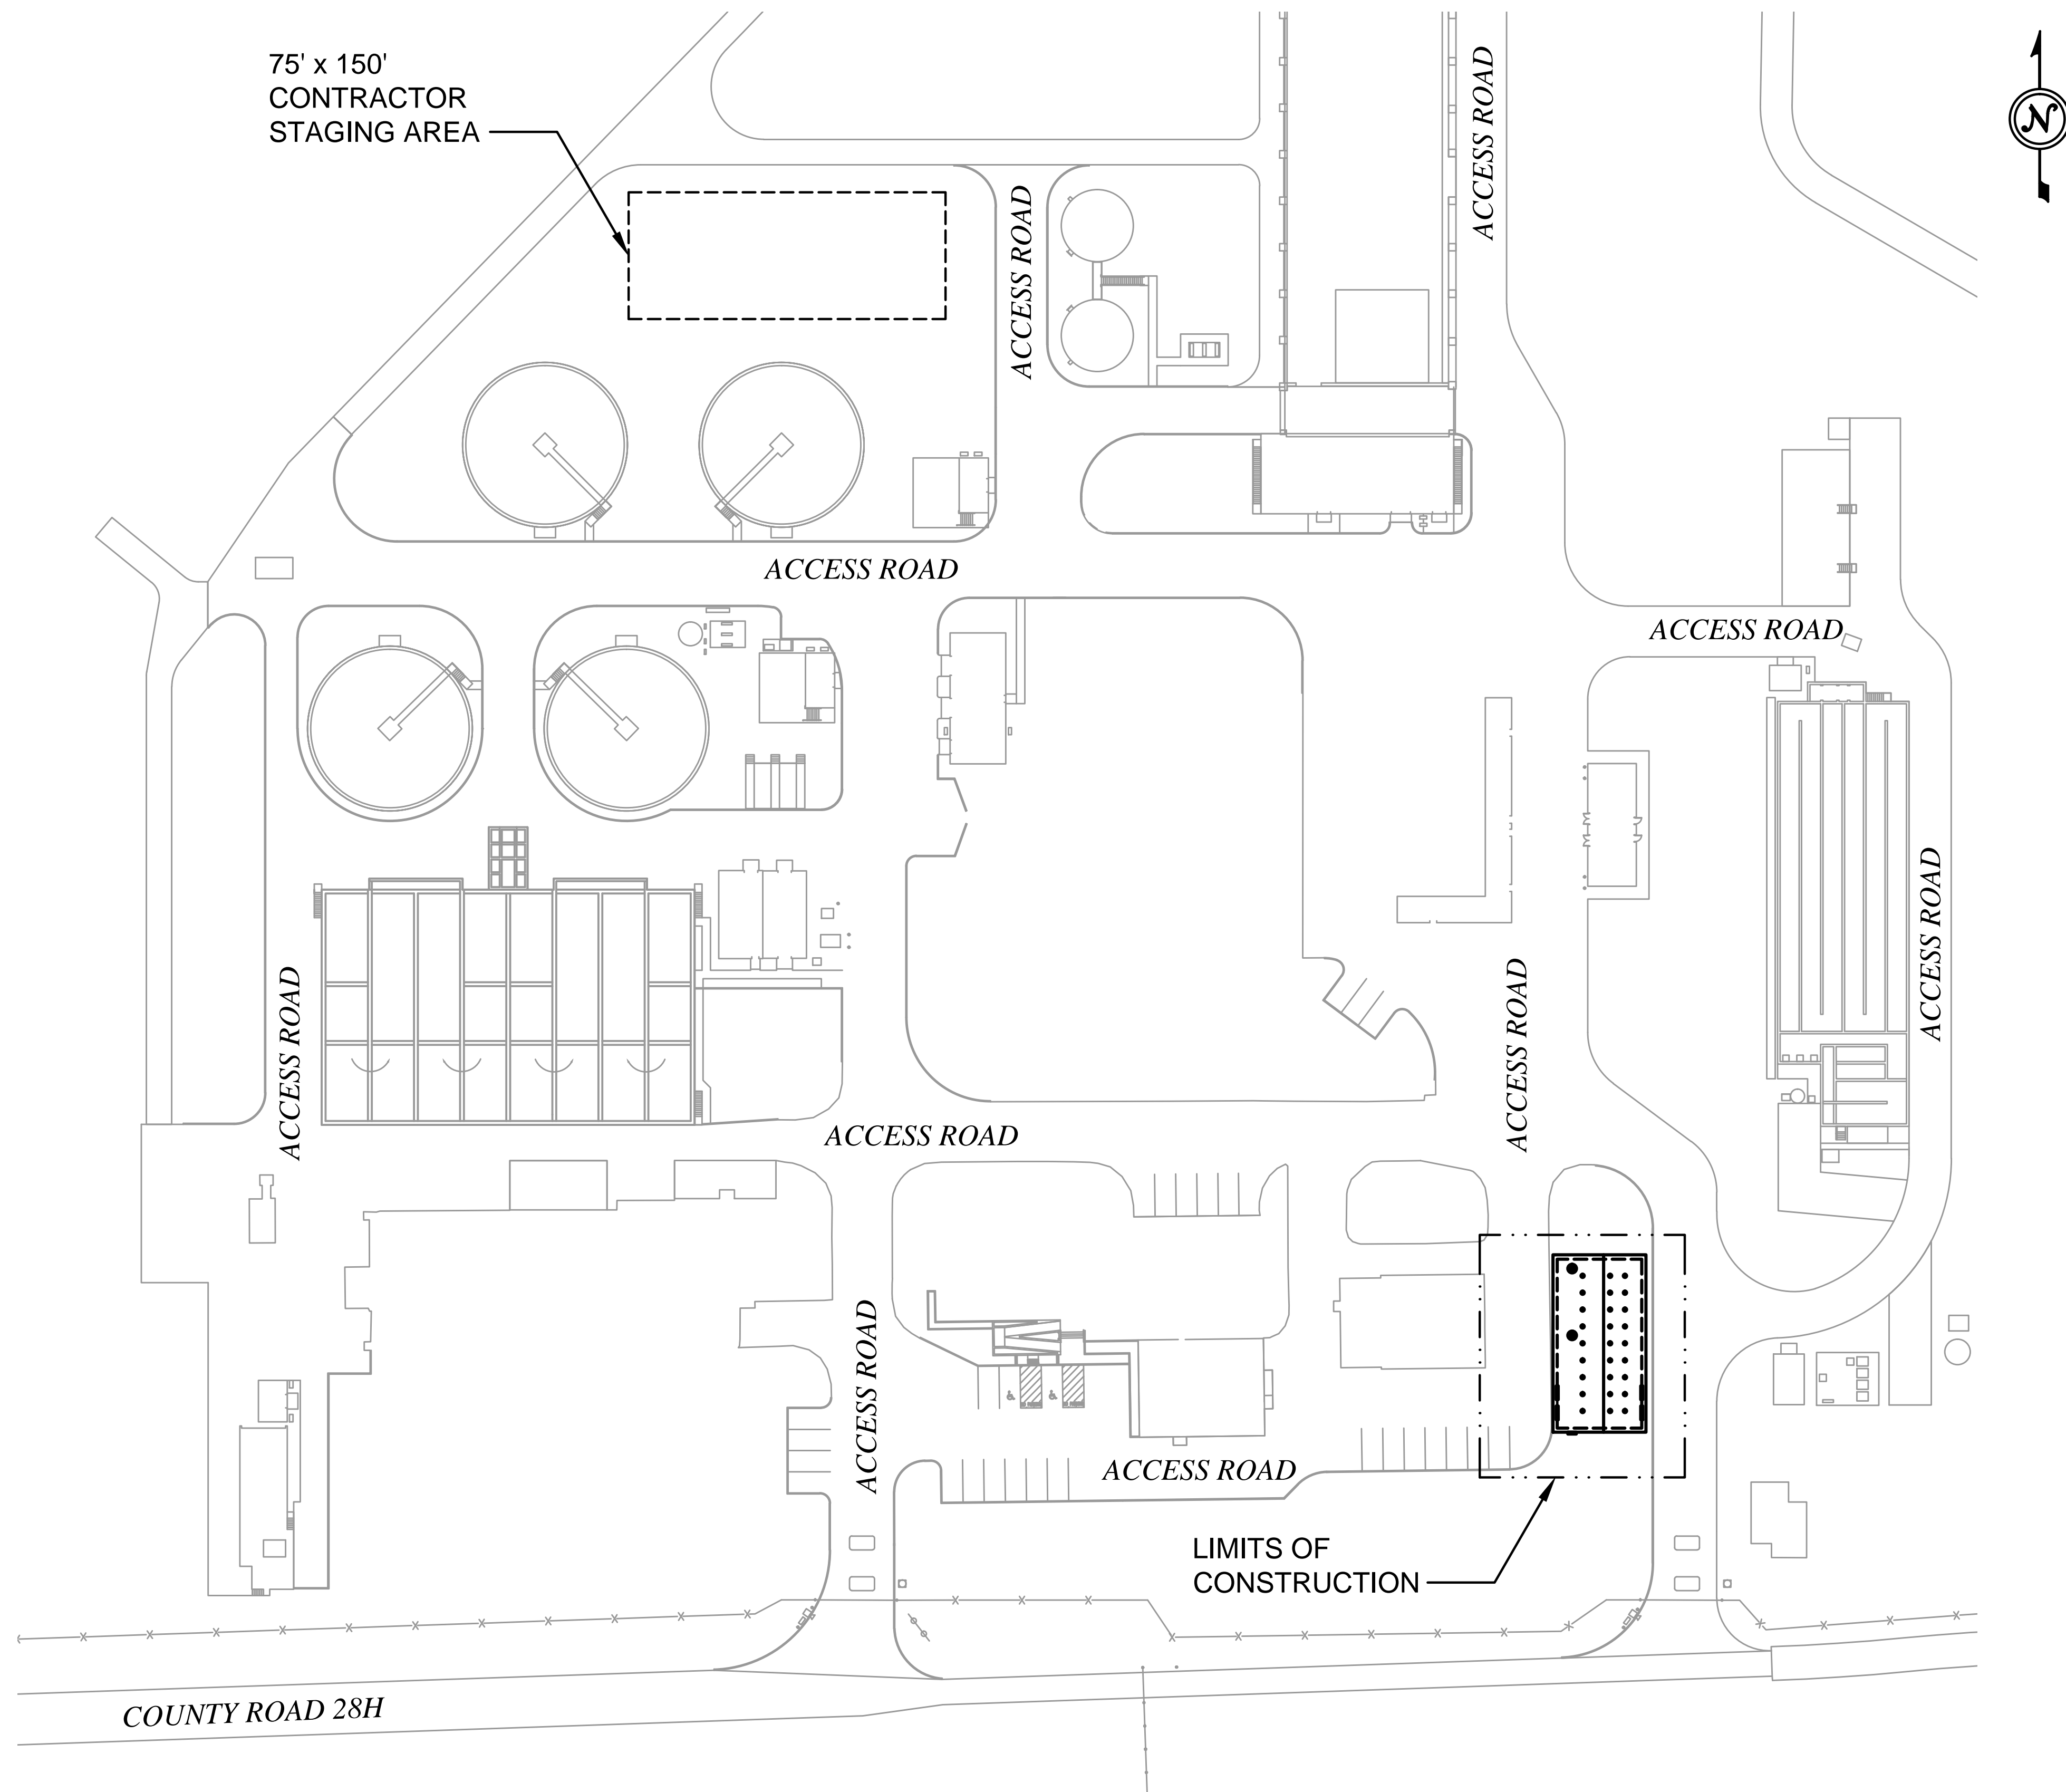 75' x 150'
CONTRACTOR
STAGING AREA
ACCESS ROAD
N
ACCESS ROAD
ACCESS ROAD
ACCESS ROAD
ACCESS ROAD
ACCESS ROAD
ACCESS ROAD
ACCESS ROAD
ACCESS ROAD
ACCESS ROAD
LIMITS OF
CONSTRUCTION
COUNTY ROAD 28H